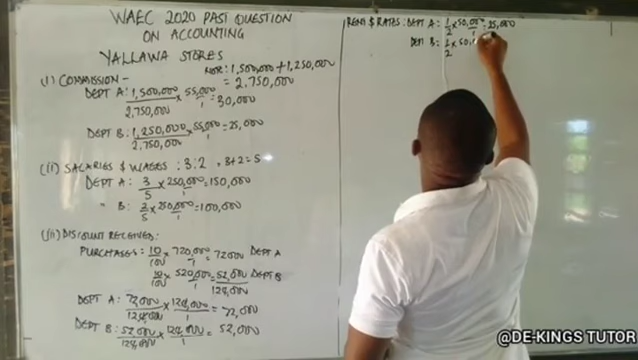 WAEC 2020 PAST QUESTION
ON ACCOUNTING
YALLAWA STORES
NOTE: 1,500,000 + 1,250,000
= 2,750,000
(i) COMMISSION -
DEPT A: 1,500,000/2,750,000 × 55,000/1 = 30,000
DEPT B: 1,250,000/2,750,000 × 55,000/1 = 25,000
(ii) SALARIES $ WAGES : 3:2 = 3+2=5
DEPT A: 3/5 × 250,000/1 = 150,000
" B: 2/5 × 250,000/1 = 100,000
(iii) DISCOUNT RECEIVED:
PURCHASES: 10/100 × 720,000/1 = 72000 DEPT A
10/100 × 520,000/1 = 52,000 DEPT B
124,000
DEPT A: 72,000/124,000 × 124,000/1 = 72,000
DEPT B: 52,000/124,000 × 124,000/1 = 52,000
RENT $ RATES: DEPT A: 1/2 × 50,000/1 = 25,000
DEPT B: 1/2 × 50,
@DE-KINGS TUTOR